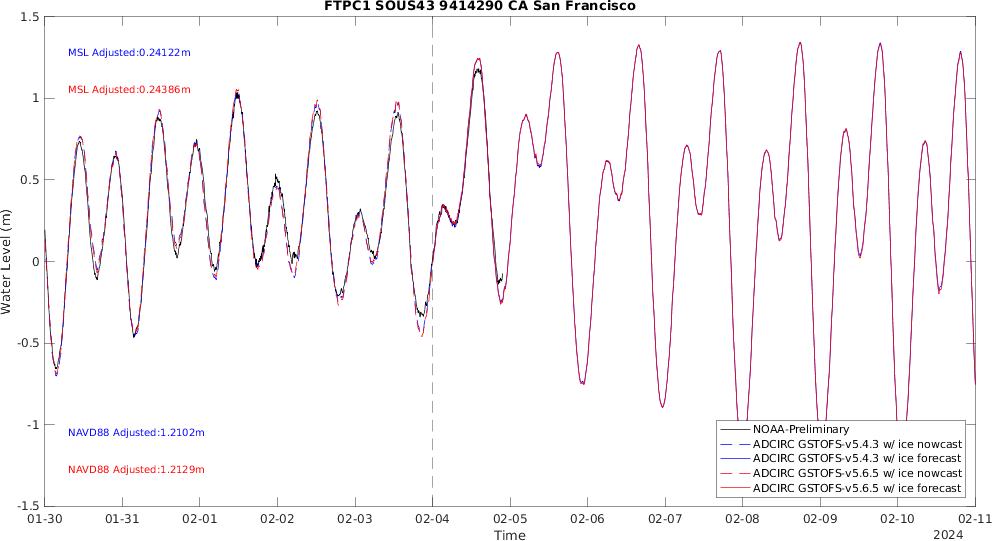 FTPC1 SOUS43 9414290 CA San Francisco
1.5
MSL Adjusted:0.24122m
MSL Adjusted:0.24386m
1
0.5
Water Level (m)
0
-0.5
-1
NAVD88 Adjusted:1.2102m
NAVD88 Adjusted:1.2129m
-1.5
NOAA-Preliminary
ADCIRC GSTOFS-v5.4.3 w/ ice nowcast
ADCIRC GSTOFS-v5.4.3 w/ ice forecast
ADCIRC GSTOFS-v5.6.5 w/ ice nowcast
ADCIRC GSTOFS-v5.6.5 w/ ice forecast
01-30 01-31 02-01 02-02 02-03 02-04 02-05 02-06 02-07 02-08 02-09 02-10 02-11
Time
2024